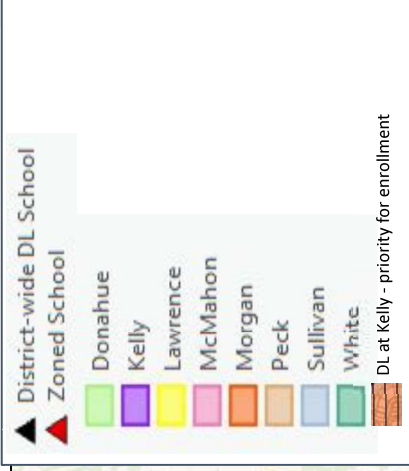 District-wide DL School
Zoned School
Donahue
Kelly
Lawrence
McMahon
Morgan
Peck
Sullivan
White
DL at Kelly - priority for enrollment